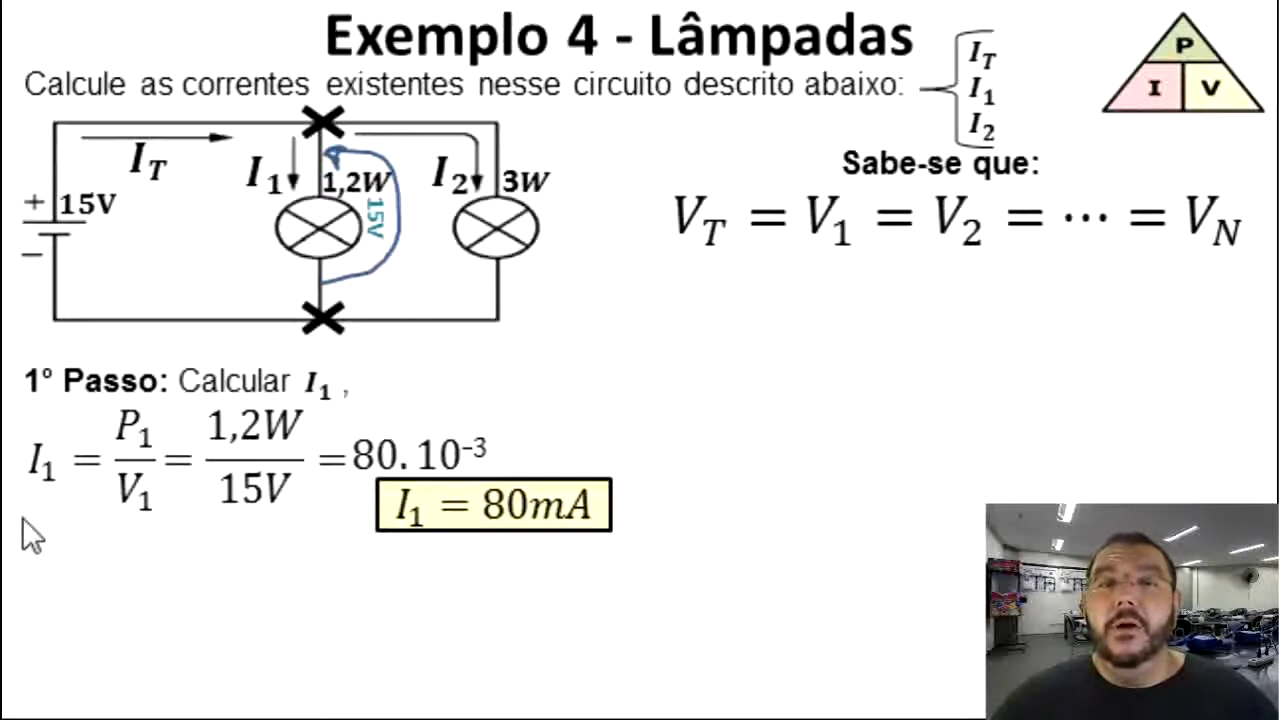 Exemplo 4 - Lâmpadas
Calcule as correntes existentes nesse circuito descrito abaixo:
I_T
I_1
I_2
P
I V
Sabe-se que:
V_T = V_1 = V_2 = ⋯ = V_N
I_T
I_1
1,2W
I_2
3W
+
15V
−
15V
1º Passo: Calcular I_1 ,
I_1 = P_1/V_1 = 1,2W/15V = 80. 10^-3
I_1 = 80mA